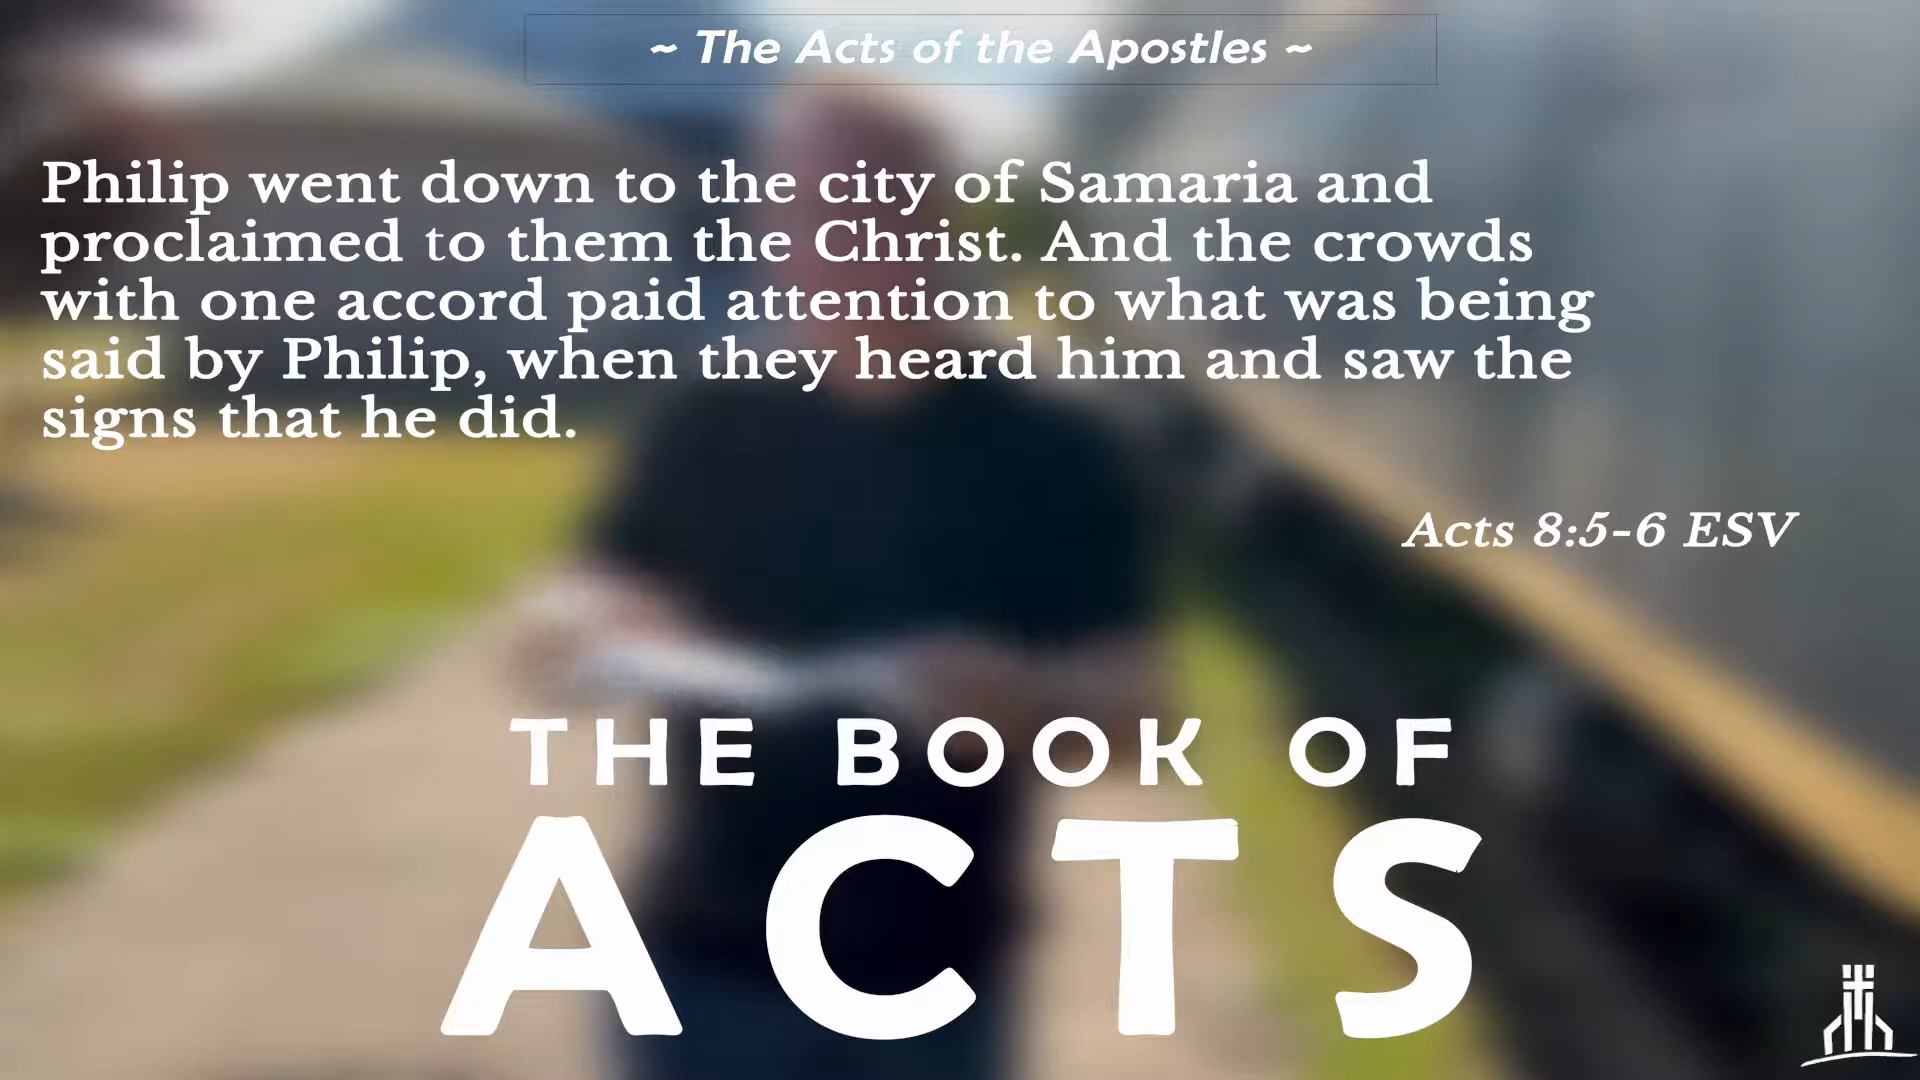 ~ The Acts of the Apostles ~
Philip went down to the city of Samaria and
proclaimed to them the Christ. And the crowds
with one accord paid attention to what was being
said by Philip, when they heard him and saw the
signs that he did.
Acts 8:5-6 ESV
THE BOOK OF
ACTS